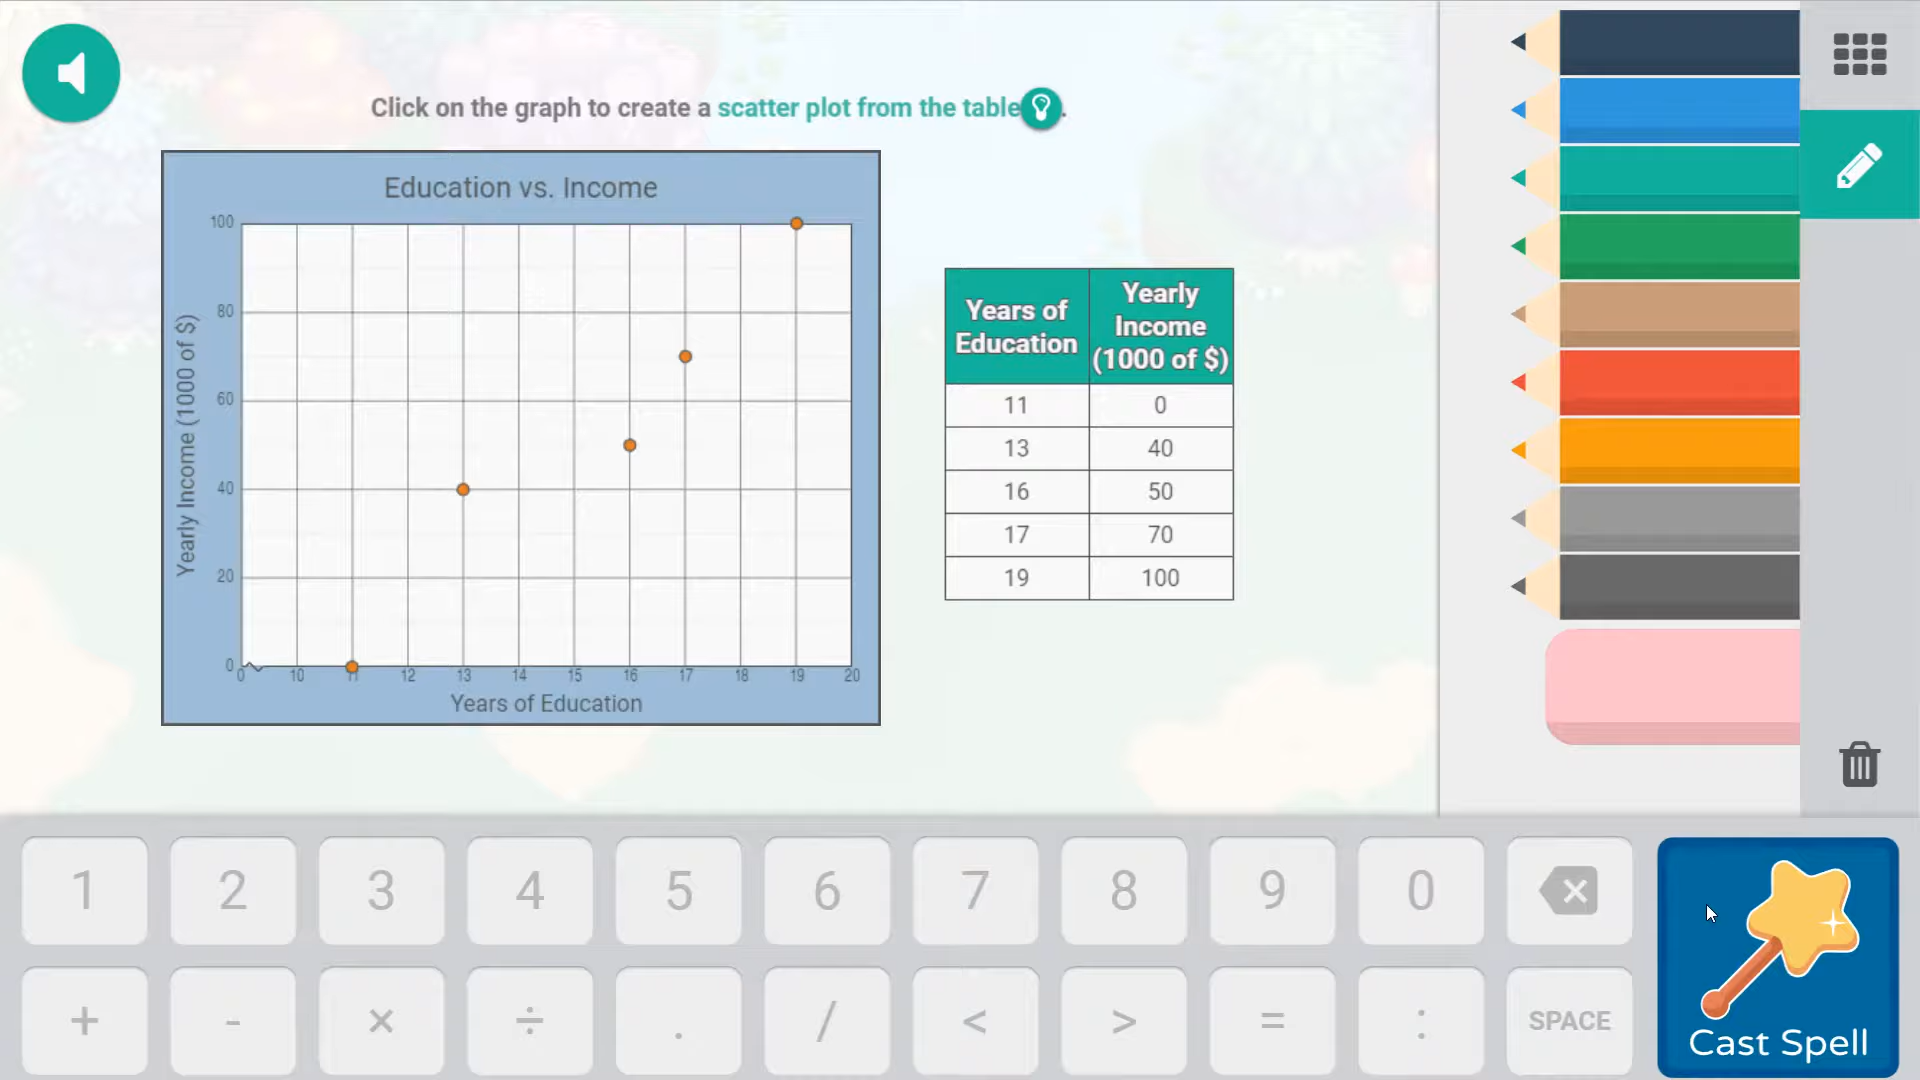 Click on the graph to create a scatter plot from the table.
Education vs. Income
Yearly Income (1000 of $)
100
80
60
40
20
0
0 10 11 12 13 14 15 16 17 18 19 20
Years of Education
Years of Education
Yearly Income (1000 of $)
11 0
13 40
16 50
17 70
19 100
1 2 3 4 5 6 7 8 9 0
+ - × ÷ . / < > = : SPACE
Cast Spell